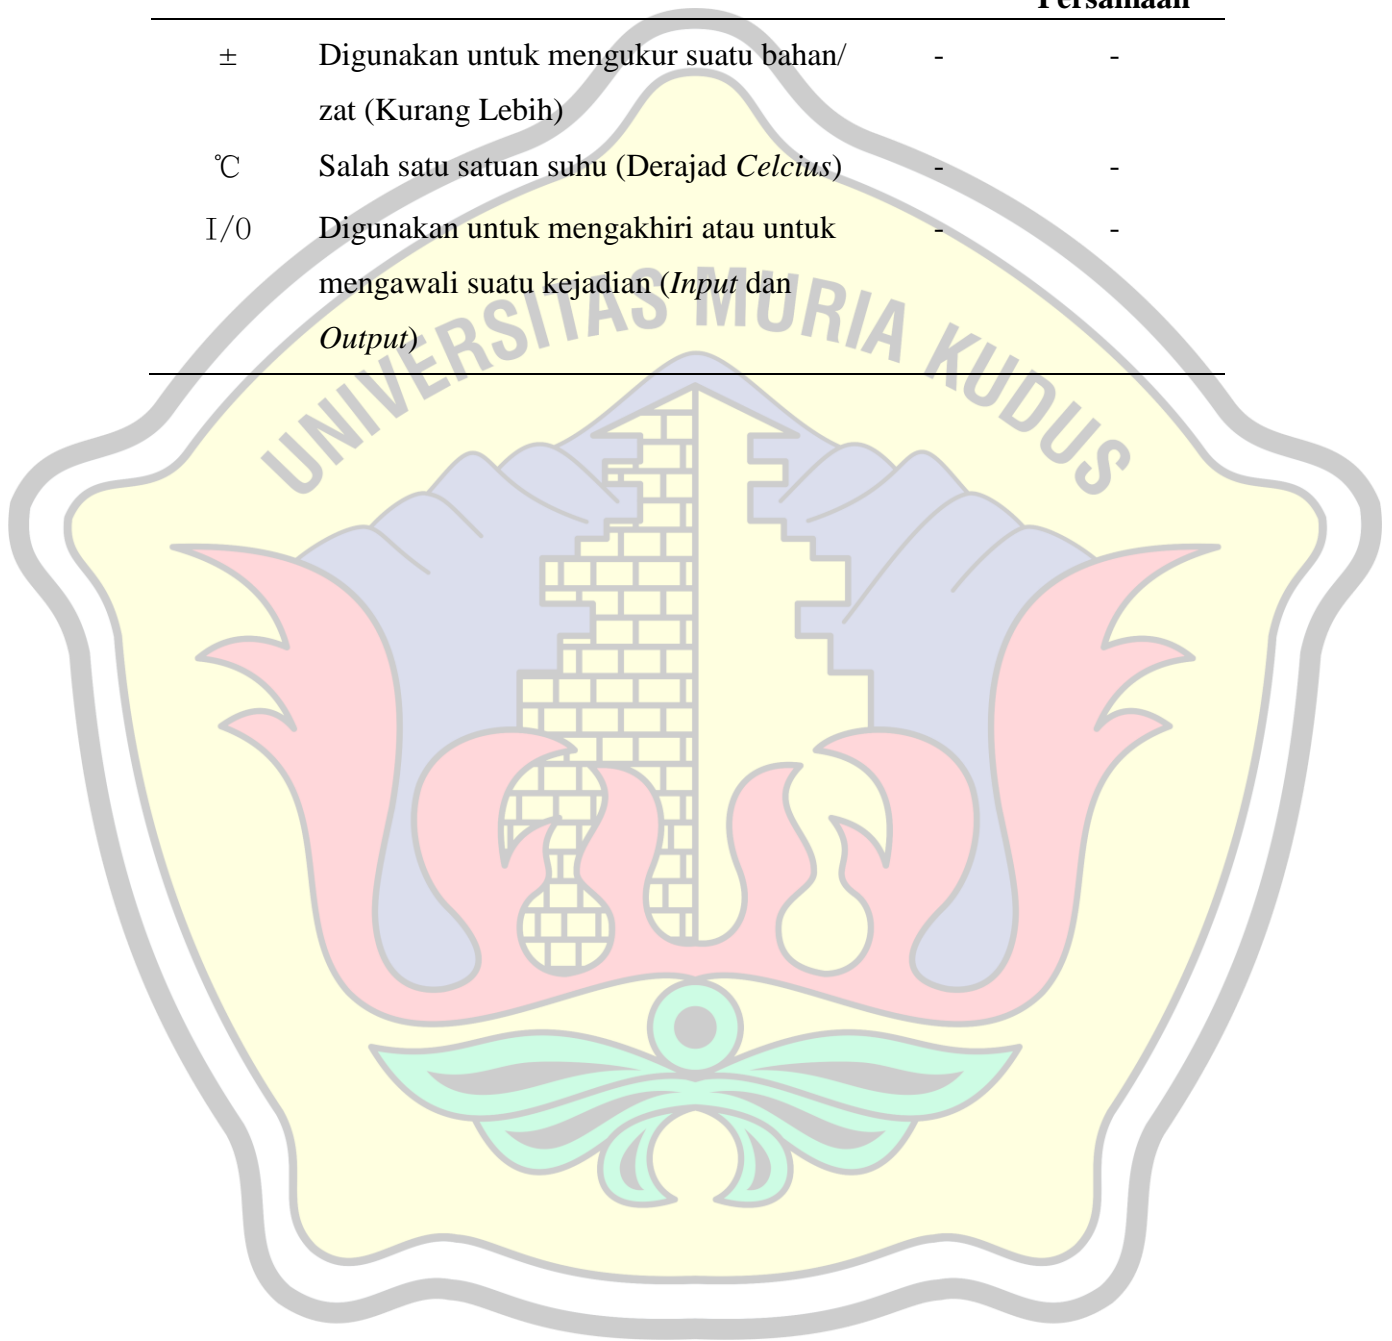 Persamaan
± Digunakan untuk mengukur suatu bahan/ - -
zat (Kurang Lebih)
℃ Salah satu satuan suhu (Derajad Celcius) - -
I/0 Digunakan untuk mengakhiri atau untuk - -
mengawali suatu kejadian (Input dan
Output)
UNIVERSITAS MURIA KUDUS